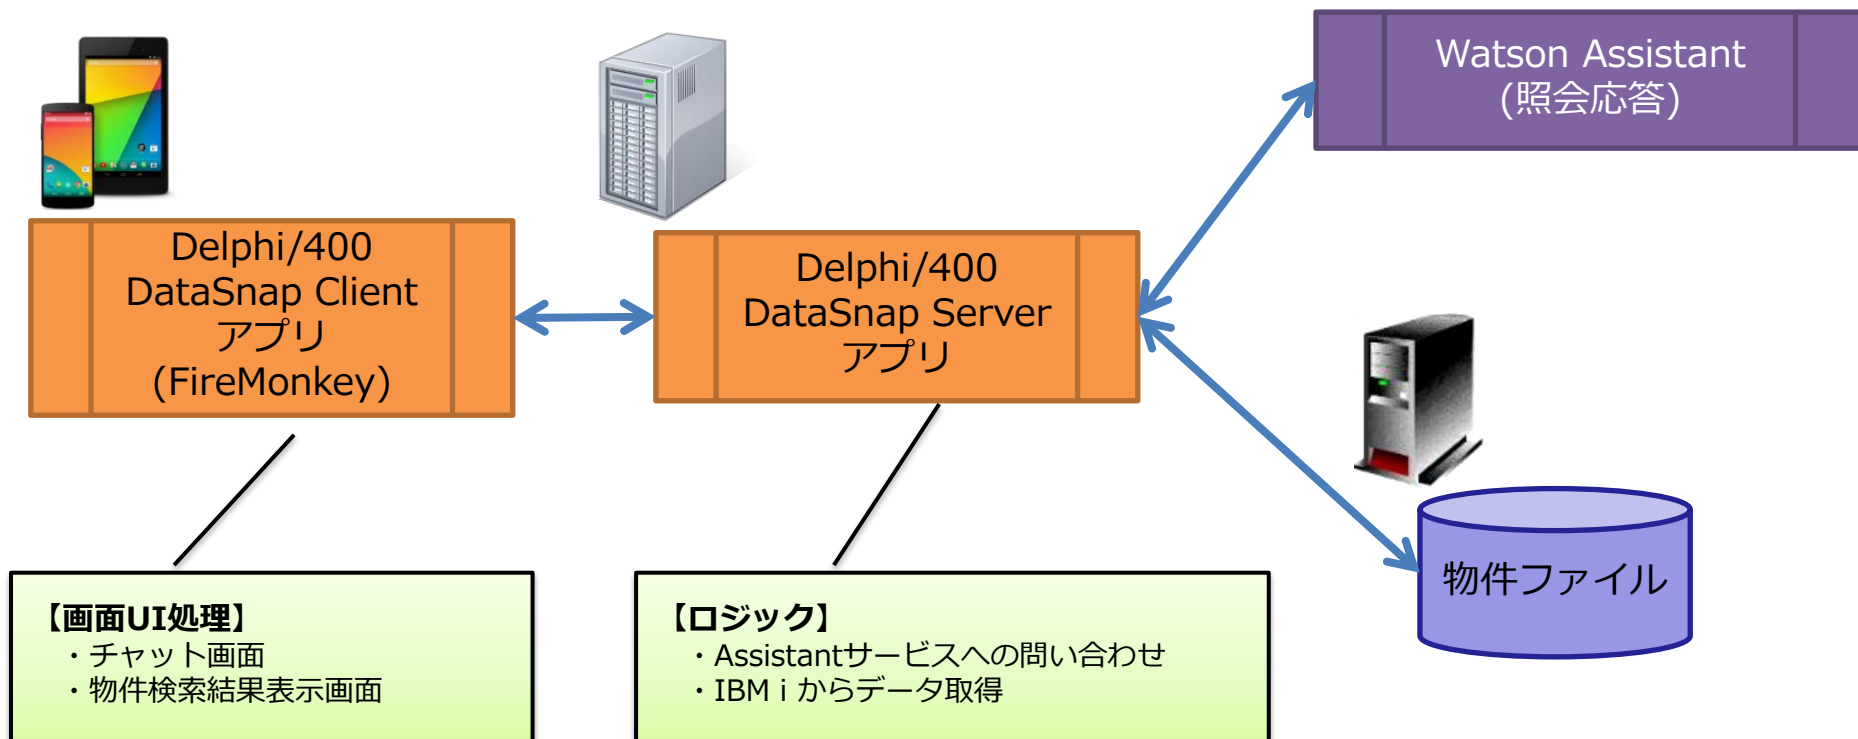 Watson Assistant
(照会応答)
Delphi/400
DataSnap Client
アプリ
(FireMonkey)
Delphi/400
DataSnap Server
アプリ
物件ファイル
【画面UI処理】
・チャット画面
・物件検索結果表示画面
【ロジック】
・Assistantサービスへの問い合わせ
・IBM i からデータ取得